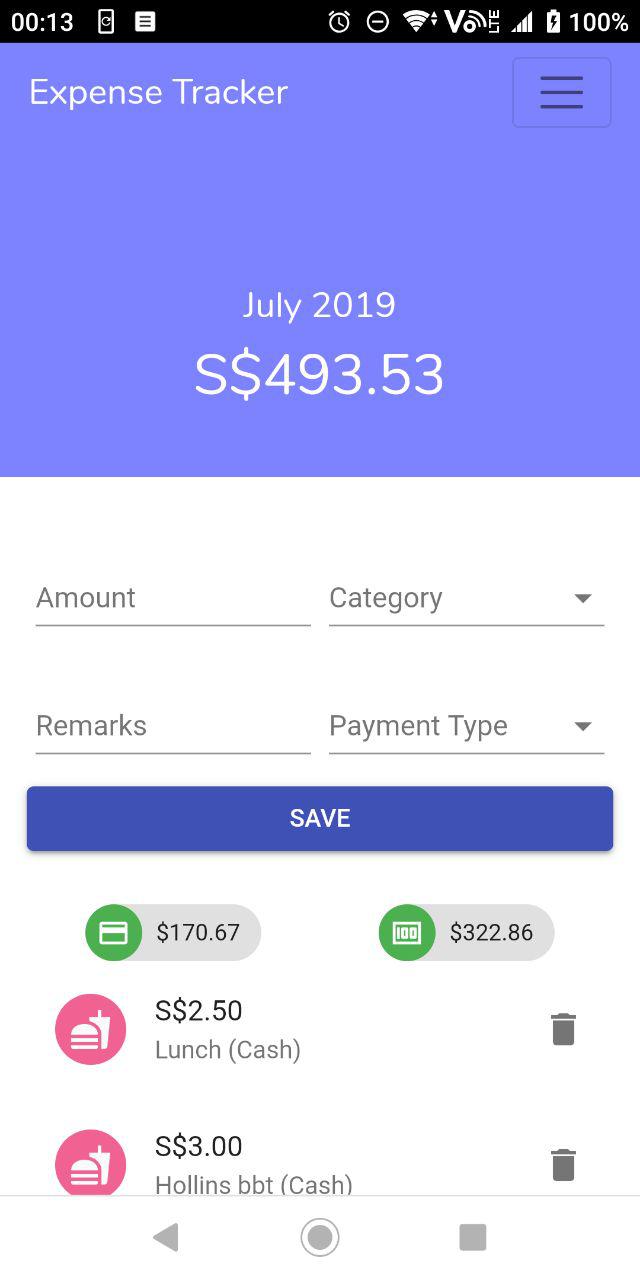 00:13 VoLTE 100%
Expense Tracker
July 2019
S$493.53
Amount Category
Remarks Payment Type
SAVE
$170.67 $322.86
S$2.50
Lunch (Cash)
S$3.00
Hollins bbt (Cash)